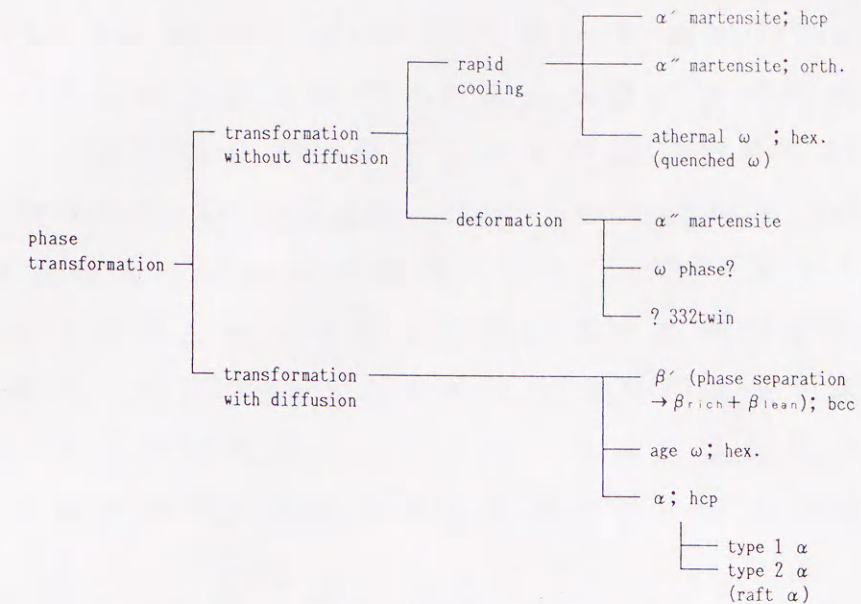 α′ martensite; hcp
rapid
cooling
α″ martensite; orth.
transformation
without diffusion
athermal ω ; hex.
(quenched ω)
deformation
α″ martensite
phase
transformation
ω phase?
? 332twin
transformation
with diffusion
β′ (phase separation
→ βrich+ βlean); bcc
age ω; hex.
α; hcp
type 1 α
type 2 α
(raft α)